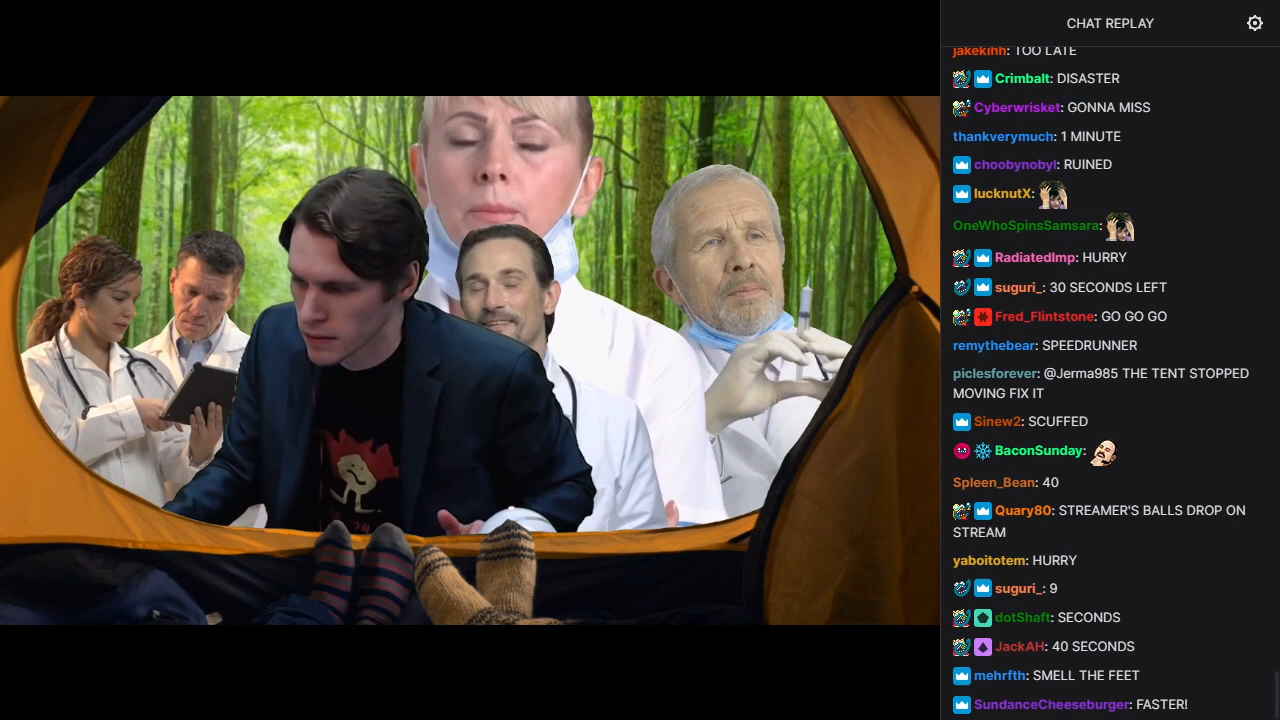 CHAT REPLAY
jakekihh: TOO LATE
Crimbalt: DISASTER
Cyberwrisket: GONNA MISS
thankverymuch: 1 MINUTE
choobynobyl: RUINED
lucknutX:
OneWhoSpinsSamsara:
RadiatedImp: HURRY
suguri_: 30 SECONDS LEFT
Fred_Flintstone: GO GO GO
remythebear: SPEEDRUNNER
piclesforever: @Jerma985 THE TENT STOPPED
MOVING FIX IT
Sinew2: SCUFFED
BaconSunday:
Spleen_Bean: 40
Quary80: STREAMER'S BALLS DROP ON
STREAM
yaboitotem: HURRY
suguri_: 9
dotShaft: SECONDS
JackAH: 40 SECONDS
mehrfth: SMELL THE FEET
SundanceCheeseburger: FASTER!